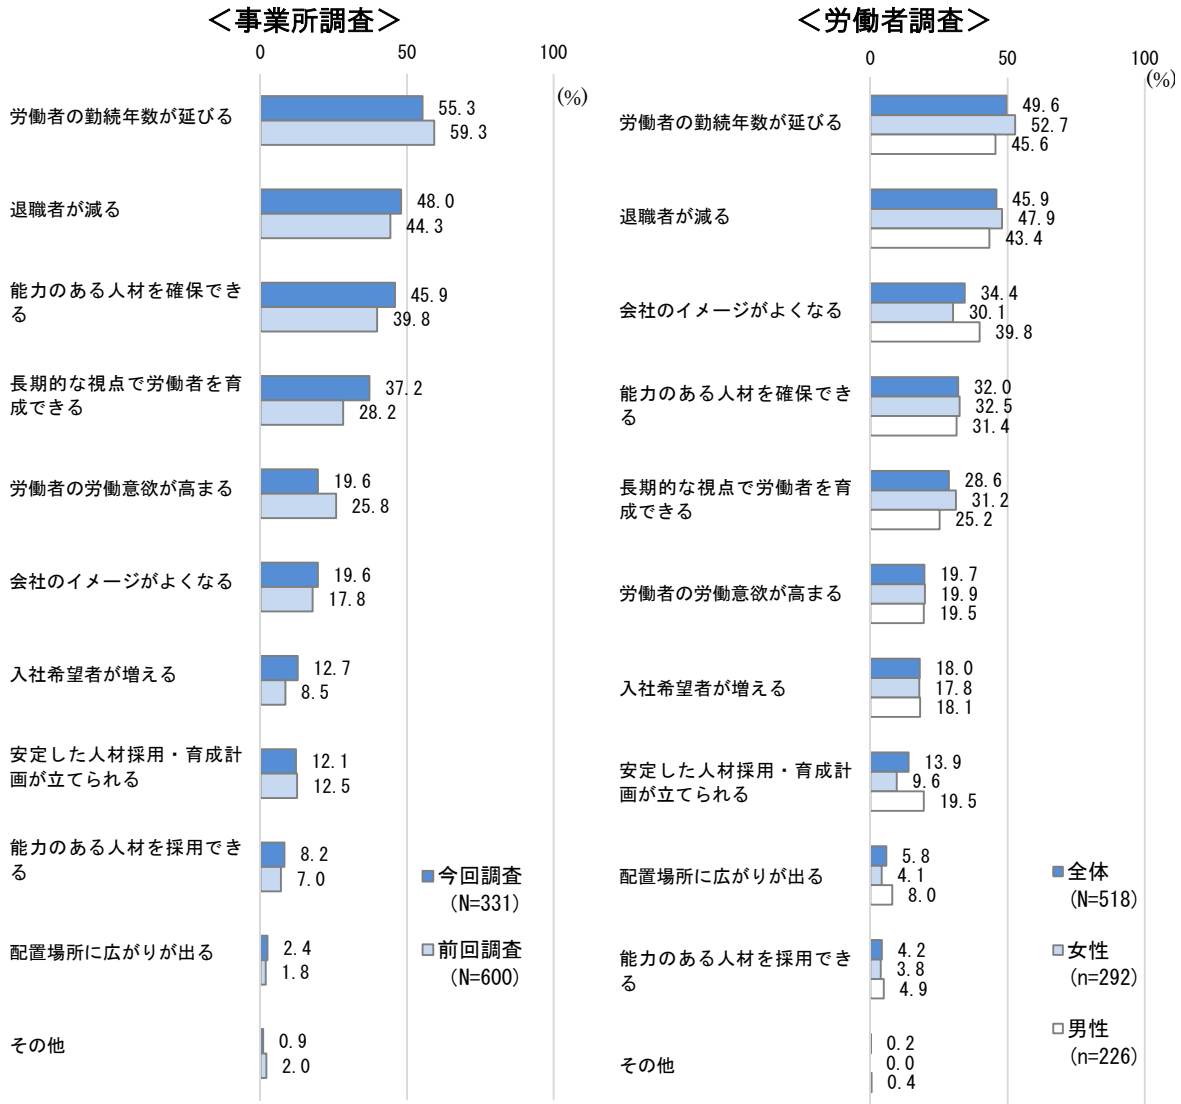 ＜事業所調査＞
0 50 100
(%)
労働者の勤続年数が延びる
55.3
59.3
退職者が減る
48.0
44.3
能力のある人材を確保でき
る
45.9
39.8
長期的な視点で労働者を育
成できる
37.2
28.2
労働者の労働意欲が高まる
19.6
25.8
会社のイメージがよくなる
19.6
17.8
入社希望者が増える
12.7
8.5
安定した人材採用・育成計
画が立てられる
12.1
12.5
能力のある人材を採用でき
る
8.2
7.0
配置場所に広がりが出る
2.4
1.8
その他
0.9
2.0
今回調査
(N=331)
前回調査
(N=600)
＜労働者調査＞
0 50 100
(%)
労働者の勤続年数が延びる
49.6
52.7
45.6
退職者が減る
45.9
47.9
43.4
会社のイメージがよくなる
34.4
30.1
39.8
能力のある人材を確保でき
る
32.0
32.5
31.4
長期的な視点で労働者を育
成できる
28.6
31.2
25.2
労働者の労働意欲が高まる
19.7
19.9
19.5
入社希望者が増える
18.0
17.8
18.1
安定した人材採用・育成計
画が立てられる
13.9
9.6
19.5
配置場所に広がりが出る
5.8
4.1
8.0
能力のある人材を採用でき
る
4.2
3.8
4.9
その他
0.2
0.0
0.4
全体
(N=518)
女性
(n=292)
男性
(n=226)